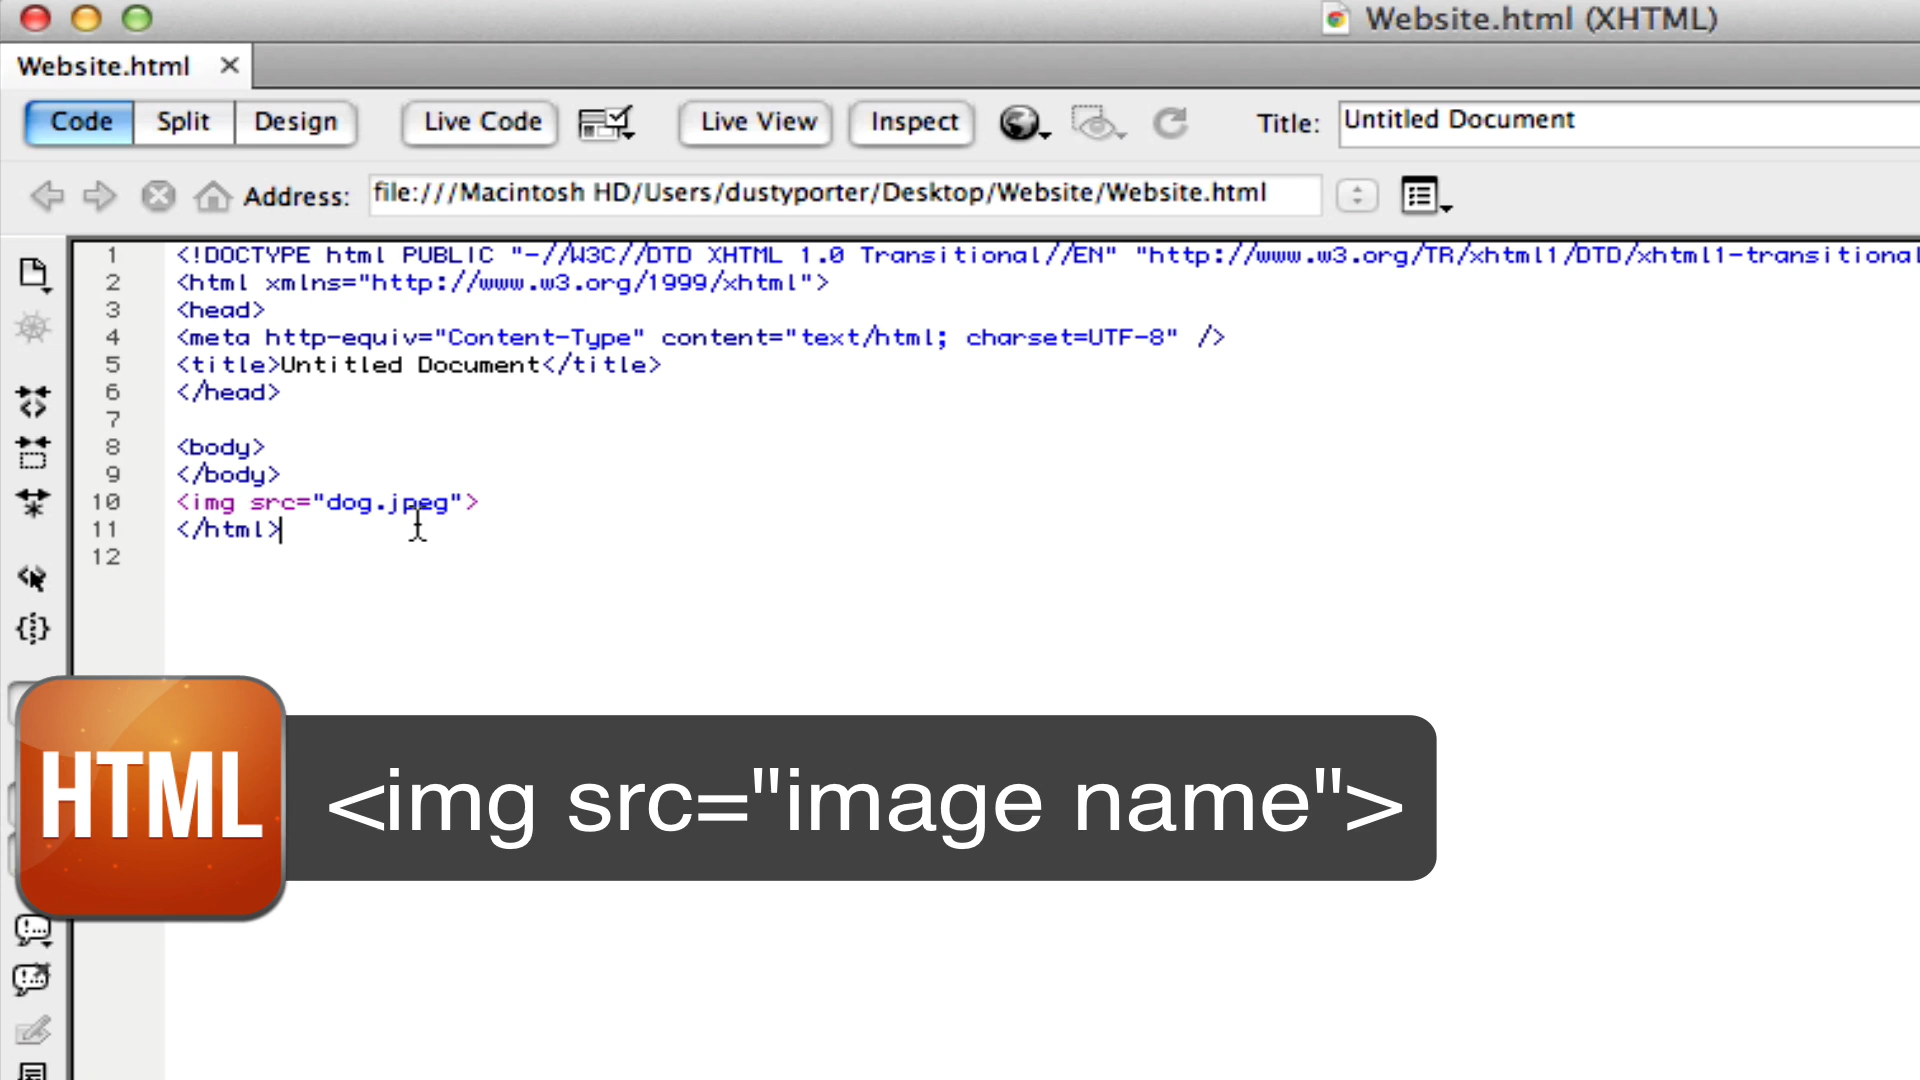 Website.html (XHTML)
Website.html
Code Split Design Live Code Live View Inspect Title: Untitled Document
Address: file:///Macintosh HD/Users/dustyporter/Desktop/Website/Website.html
1 <!DOCTYPE html PUBLIC "-//W3C//DTD XHTML 1.0 Transitional//EN" "http://www.w3.org/TR/xhtml1/DTD/xhtml1-transitional
2 <html xmlns="http://www.w3.org/1999/xhtml">
3 <head>
4 <meta http-equiv="Content-Type" content="text/html; charset=UTF-8" />
5 <title>Untitled Document</title>
6 </head>
7
8 <body>
9 </body>
10 <img src="dog.jpeg">
11 </html>
12
HTML <img src="image name">